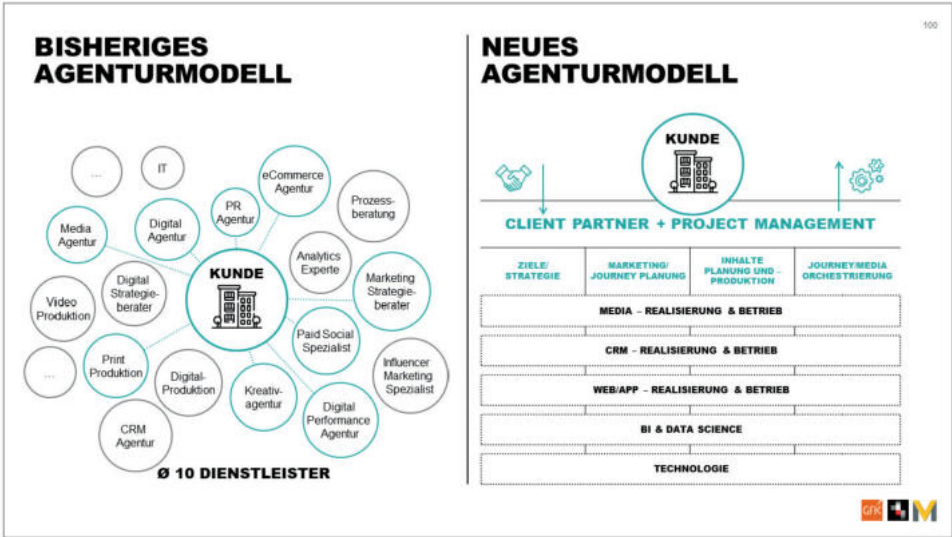 100
BISHERIGES
AGENTURMODELL
...
IT
eCommerce
Agentur
PR
Agentur
Prozess-
beratung
Media
Agentur
Digital
Agentur
Analytics
Experte
KUNDE
Digital
Strategie-
berater
Marketing
Strategie-
berater
Video
Produktion
Paid Social
Spezialist
...
Print
Produktion
Digital-
Produktion
Kreativ-
agentur
Influencer
Marketing
Spezialist
CRM
Agentur
Digital
Performance
Agentur
Ø 10 DIENSTLEISTER
NEUES
AGENTURMODELL
KUNDE
CLIENT PARTNER + PROJECT MANAGEMENT
ZIELE/
STRATEGIE
MARKETING/
JOURNEY PLANUNG
INHALTE
PLANUNG UND -
PRODUKTION
JOURNEY/MEDIA
ORCHESTRIERUNG
MEDIA – REALISIERUNG & BETRIEB
CRM – REALISIERUNG & BETRIEB
WEB/APP – REALISIERUNG & BETRIEB
BI & DATA SCIENCE
TECHNOLOGIE
GfK
M